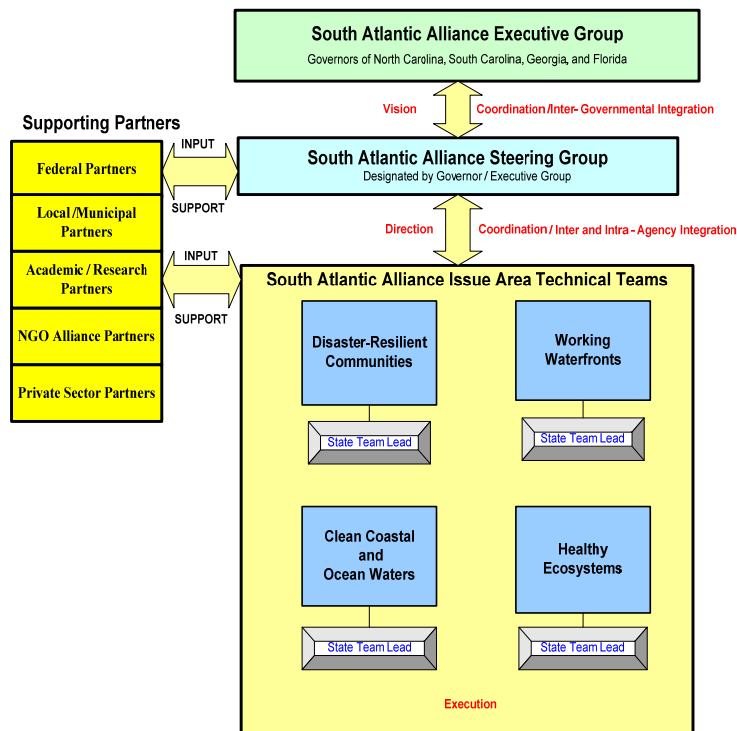 South Atlantic Alliance Executive Group
Governors of North Carolina, South Carolina, Georgia, and Florida
Vision
Coordination/Inter- Governmental Integration
Supporting Partners
INPUT
SUPPORT
South Atlantic Alliance Steering Group
Designated by Governor / Executive Group
Federal Partners
Local /Municipal
Partners
Academic / Research
Partners
NGO Alliance Partners
Private Sector Partners
Direction
Coordination / Inter and Intra - Agency Integration
INPUT
SUPPORT
South Atlantic Alliance Issue Area Technical Teams
Disaster-Resilient
Communities
State Team Lead
Working
Waterfronts
State Team Lead
Clean Coastal
and
Ocean Waters
State Team Lead
Healthy
Ecosystems
State Team Lead
Execution